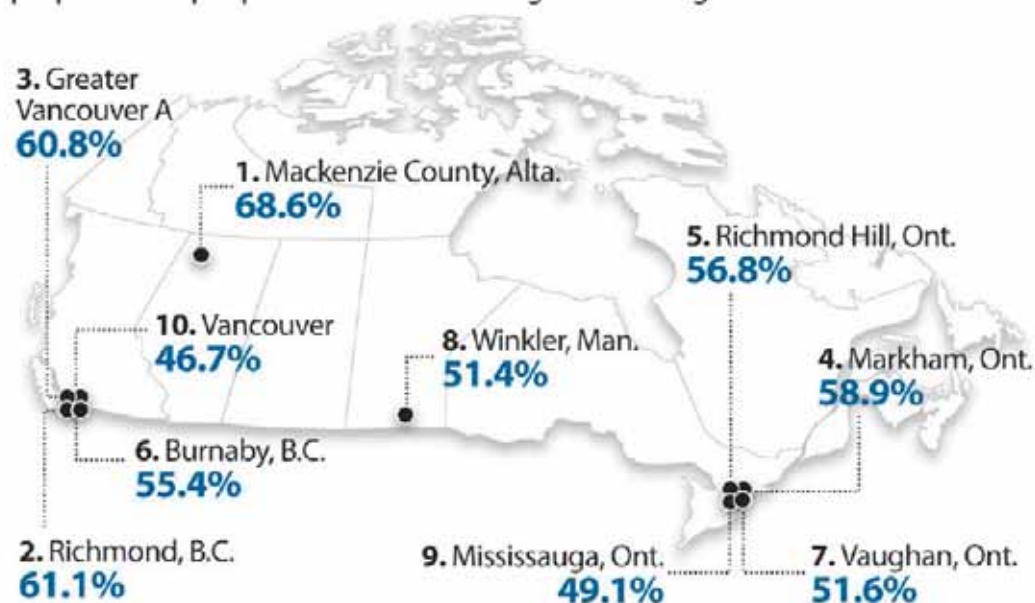 3. Greater
Vancouver A
60.8%
1. Mackenzie County, Alta.
68.6%
5. Richmond Hill, Ont.
56.8%
10. Vancouver
46.7%
8. Winkler, Man.
51.4%
4. Markham, Ont.
58.9%
6. Burnaby, B.C.
55.4%
2. Richmond, B.C.
61.1%
9. Mississauga, Ont.
49.1%
7. Vaughan, Ont.
51.6%